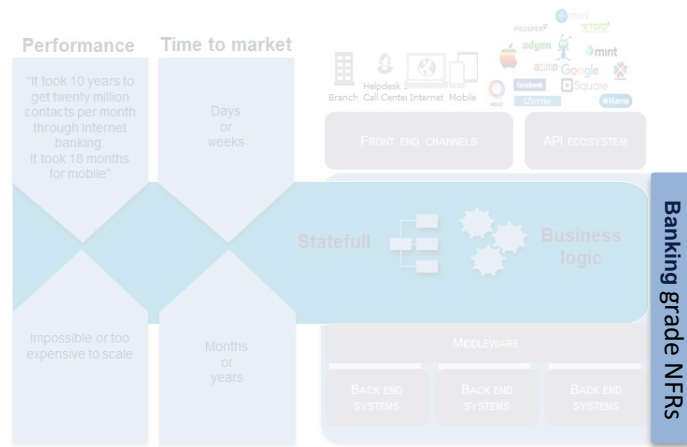 Performance
Time to market
"It took 10 years to
get twenty million
contacts per month
through Internet
banking.
It took 18 months
for mobile"
Days
or
weeks
Branch
Helpdesk
Call Center
Internet
Mobile
PROSPER
adyen
mint
Google
facebook
Square
iZettle
Klarna
FRONT END CHANNELS
API ECOSYSTEM
Statefull
Business
logic
Banking grade NFRs
Impossible or too
expensive to scale
Months
or
years
MIDDLEWARE
BACK END
SYSTEMS
BACK END
SYSTEMS
BACK END
SYSTEMS